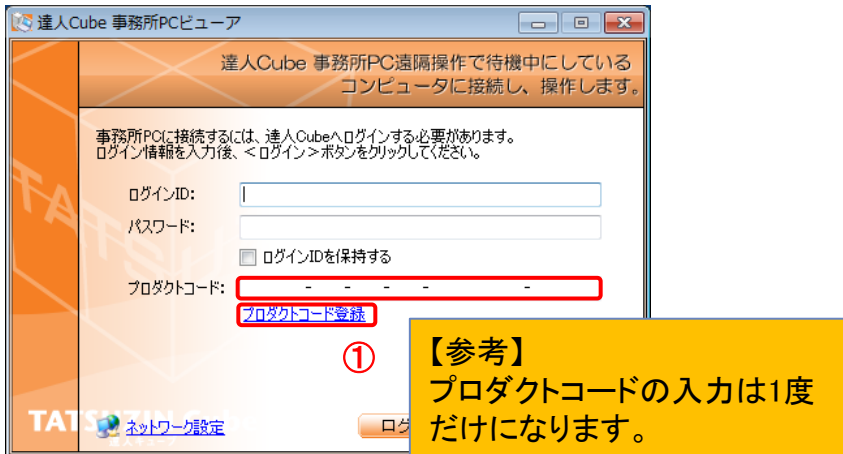 達人Cube 事務所PCビューア
達人Cube 事務所PC遠隔操作で待機中にしている
コンピュータに接続し、操作します。
事務所PCに接続するには、達人Cubeへログインする必要があります。
ログイン情報を入力後、<ログイン>ボタンをクリックしてください。
ログインID:
パスワード:
ログインIDを保持する
プロダクトコード: - - - - -
プロダクトコード登録
①
【参考】
プロダクトコードの入力は1度
だけになります。
ネットワーク設定